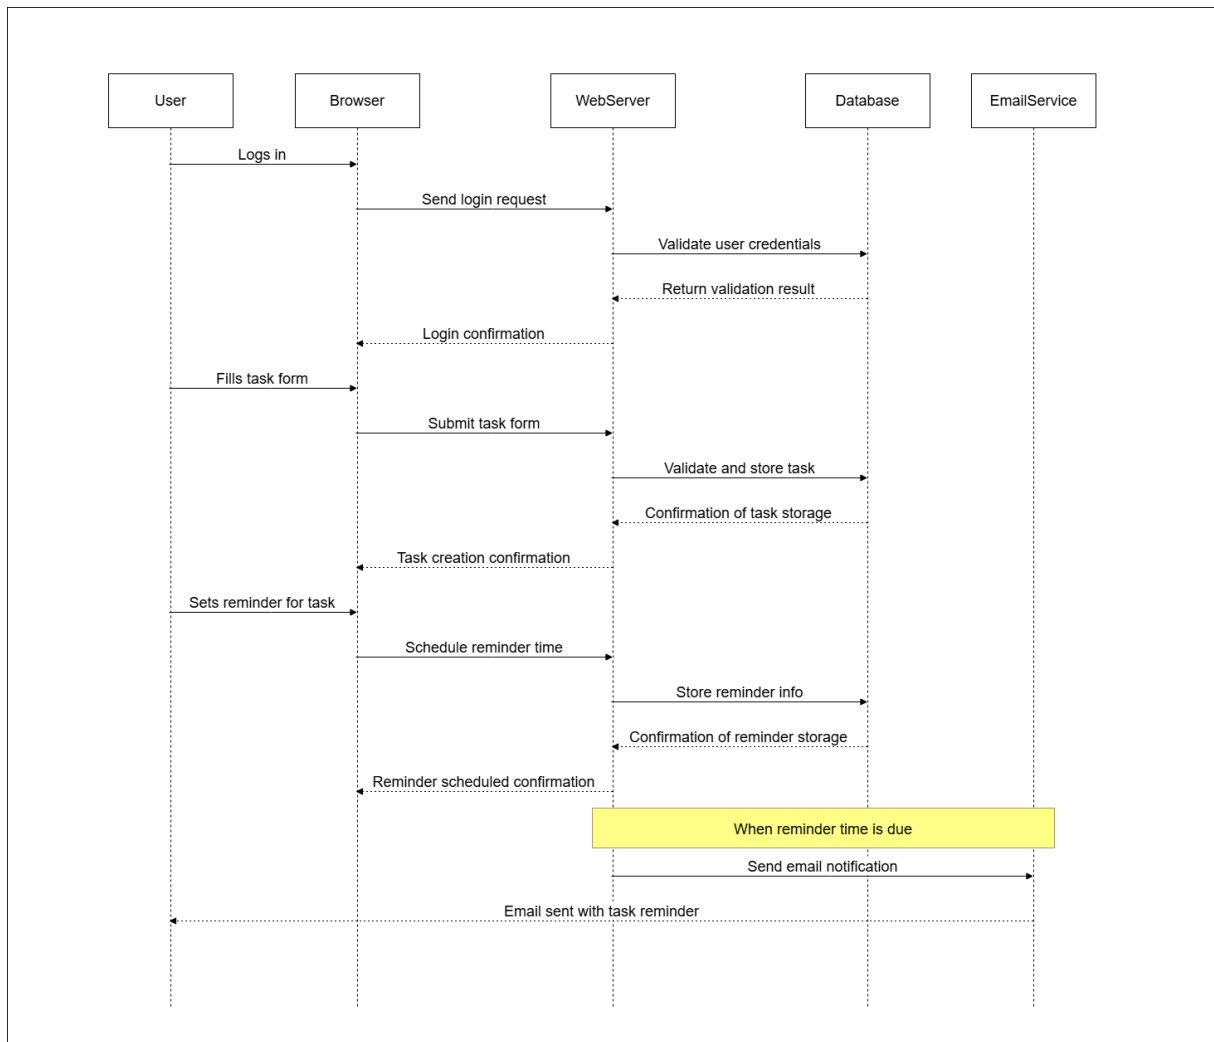 User
Browser
WebServer
Database
EmailService
Logs in
Send login request
Validate user credentials
Return validation result
Login confirmation
Fills task form
Submit task form
Validate and store task
Confirmation of task storage
Task creation confirmation
Sets reminder for task
Schedule reminder time
Store reminder info
Confirmation of reminder storage
Reminder scheduled confirmation
When reminder time is due
Send email notification
Email sent with task reminder